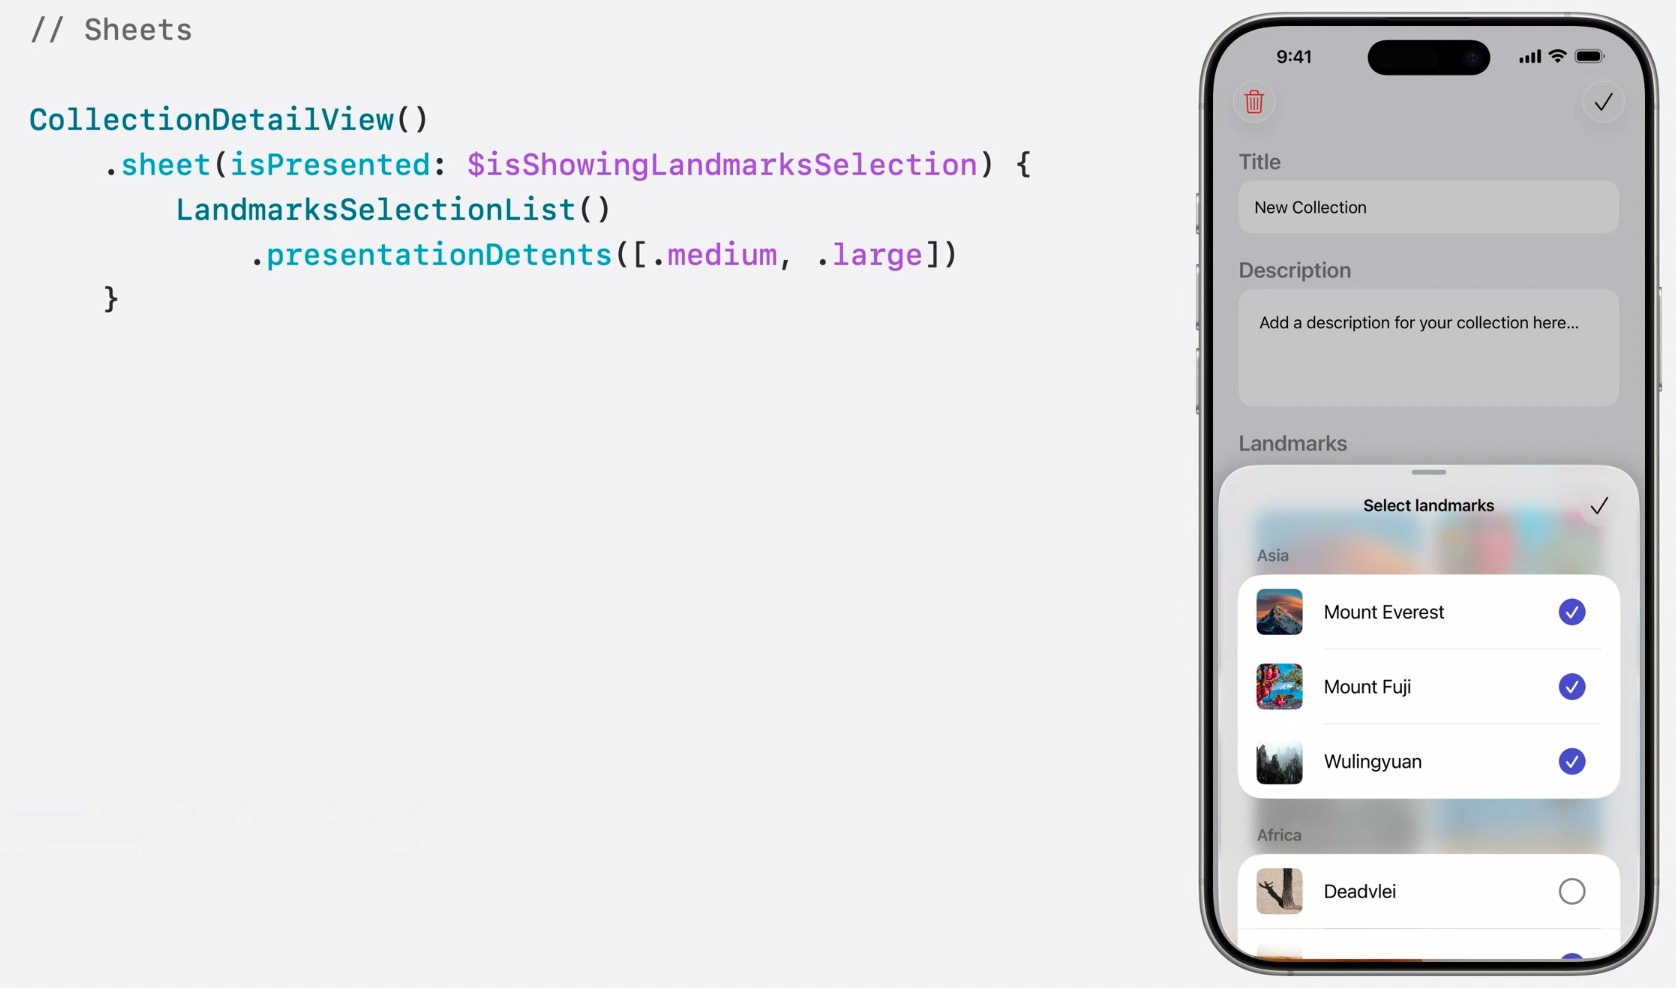 // Sheets
CollectionDetailView()
.sheet(isPresented: $isShowingLandmarksSelection) {
LandmarksSelectionList()
.presentationDetents([.medium, .large])
}
9:41
Title
New Collection
Description
Add a description for your collection here...
Landmarks
Select landmarks
Asia
Mount Everest
Mount Fuji
Wulingyuan
Africa
Deadvlei